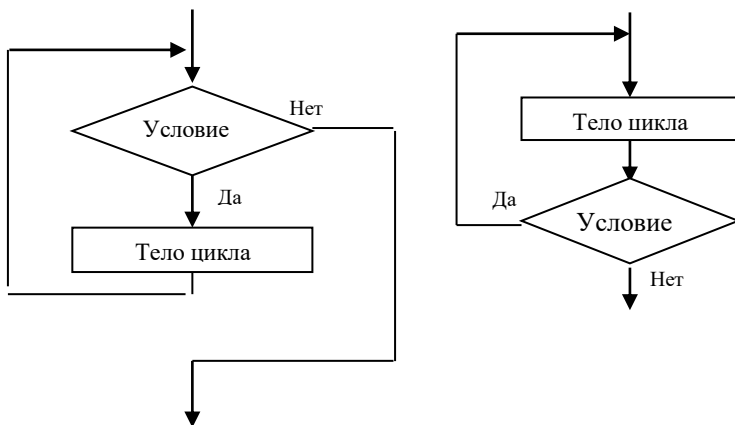 Условие
Нет
Да
Тело цикла
Тело цикла
Да
Условие
Нет